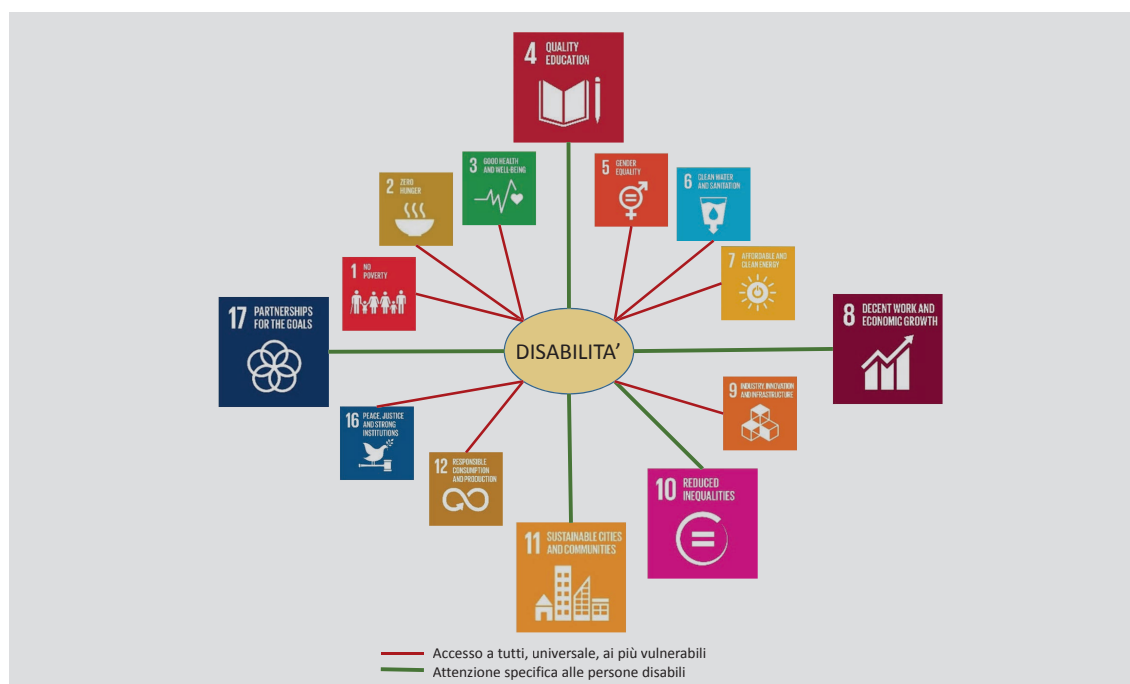 4 QUALITY
EDUCATION
3 GOOD HEALTH
AND WELL-BEING
5 GENDER
EQUALITY
2 ZERO
HUNGER
6 CLEAN WATER
AND SANITATION
1 NO
POVERTY
7 AFFORDABLE AND
CLEAN ENERGY
17 PARTNERSHIPS
FOR THE GOALS
8 DECENT WORK AND
ECONOMIC GROWTH
DISABILITA’
9 INDUSTRY, INNOVATION
AND INFRASTRUCTURE
16 PEACE, JUSTICE
AND STRONG
INSTITUTIONS
12 RESPONSIBLE
CONSUMPTION
AND PRODUCTION
10 REDUCED
INEQUALITIES
11 SUSTAINABLE CITIES
AND COMMUNITIES
Accesso a tutti, universale, ai più vulnerabili
Attenzione specifica alle persone disabili